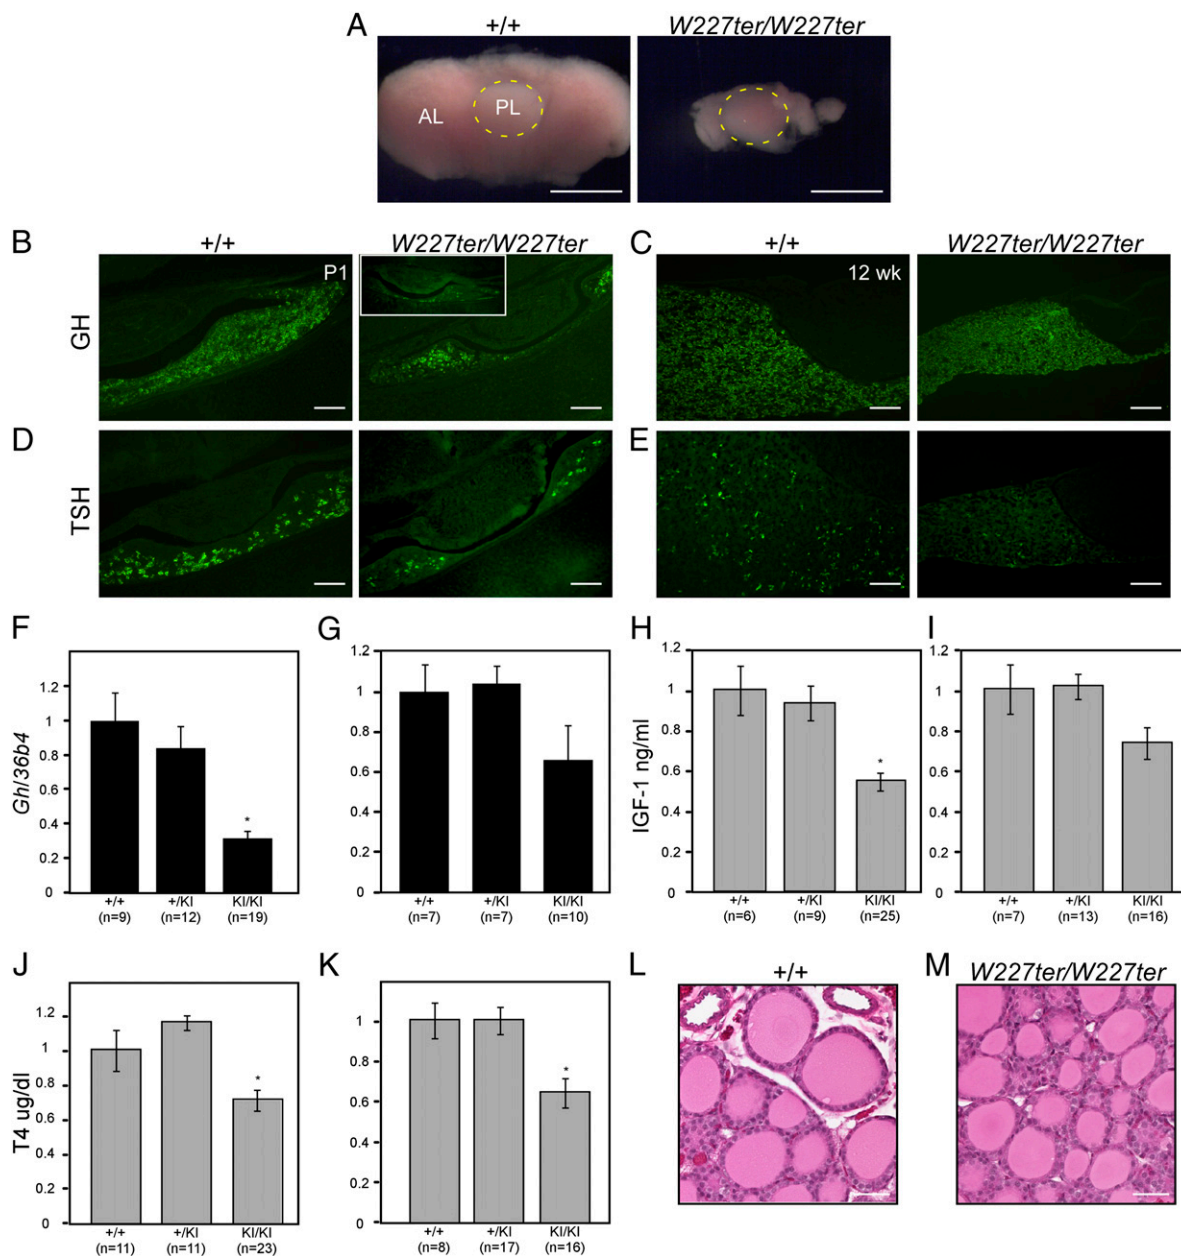 A
+/+
W227ter/W227ter
AL
PL
B
+/+
W227ter/W227ter
C
+/+
W227ter/W227ter
GH
P1
12 wk
D
E
TSH
F
G
H
I
Gh/36b4
1.2
1
0.8
0.6
0.4
0.2
0
*
+/+
(n=9)
+/KI
(n=12)
KI/KI
(n=19)
1.2
1
0.8
0.6
0.4
0.2
0
+/+
(n=7)
+/KI
(n=7)
KI/KI
(n=10)
IGF-1 ng/ml
1.2
1
0.8
0.6
0.4
0.2
0
*
+/+
(n=6)
+/KI
(n=9)
KI/KI
(n=25)
1.2
1
0.8
0.6
0.4
0.2
0
+/+
(n=7)
+/KI
(n=13)
KI/KI
(n=16)
J
K
L
+/+
M
W227ter/W227ter
T4 ug/dl
1.2
1
0.8
0.6
0.4
0.2
0
*
+/+
(n=11)
+/KI
(n=11)
KI/KI
(n=23)
1
0.8
0.6
0.4
0.2
0
*
+/+
(n=8)
+/KI
(n=17)
KI/KI
(n=16)